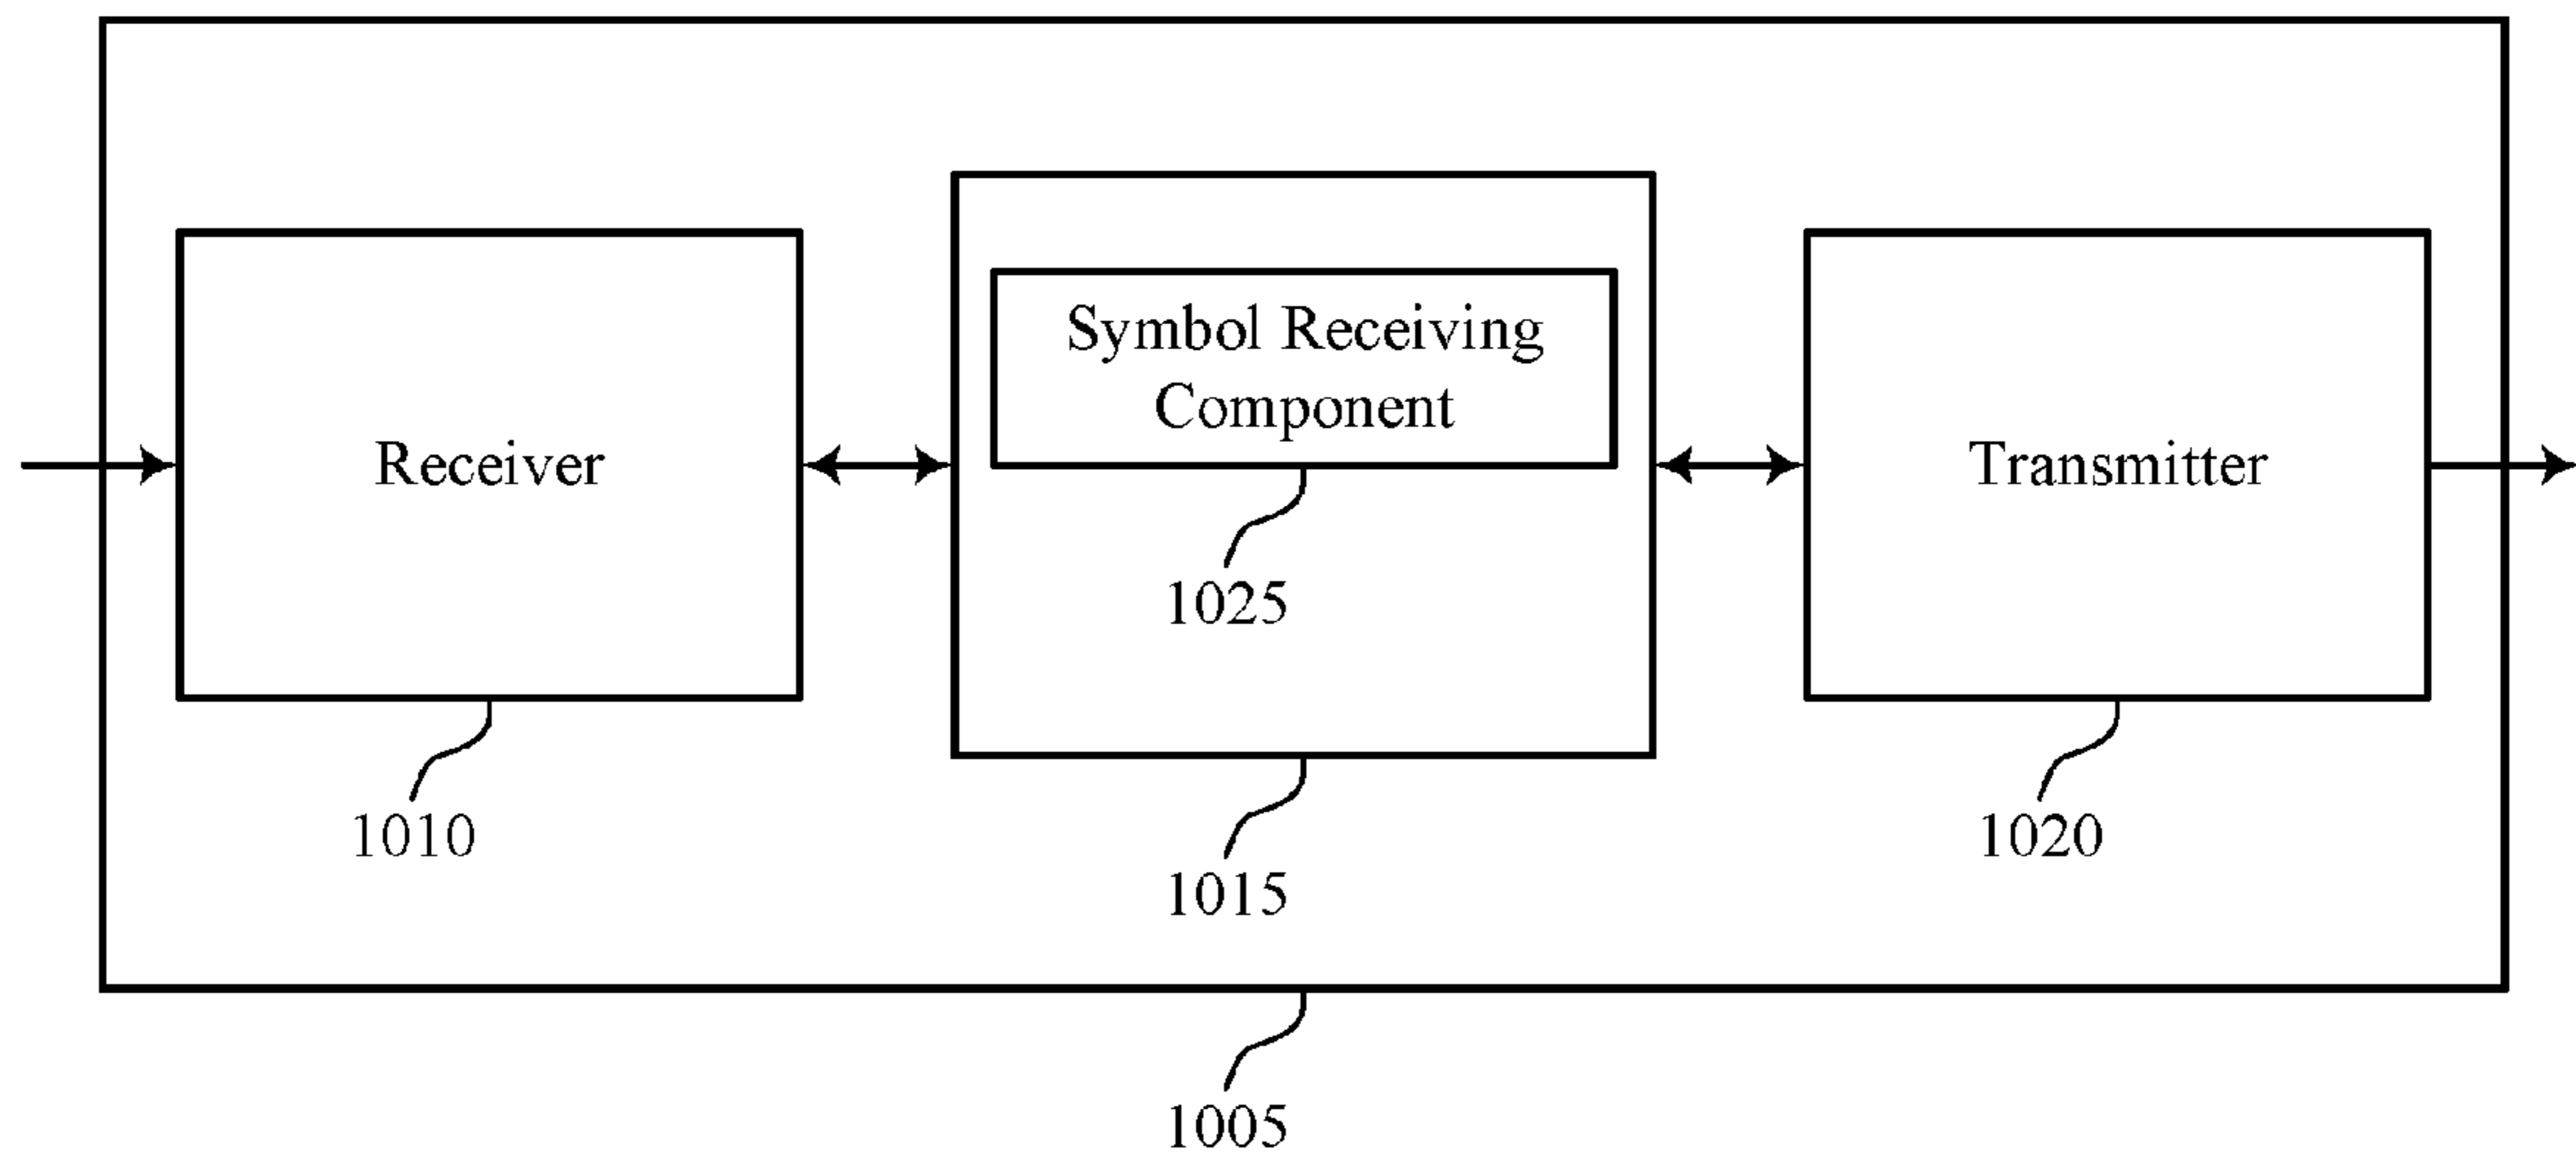 Symbol Receiving
Component
Receiver
Transmitter
1025
1010
1020
1015
1005